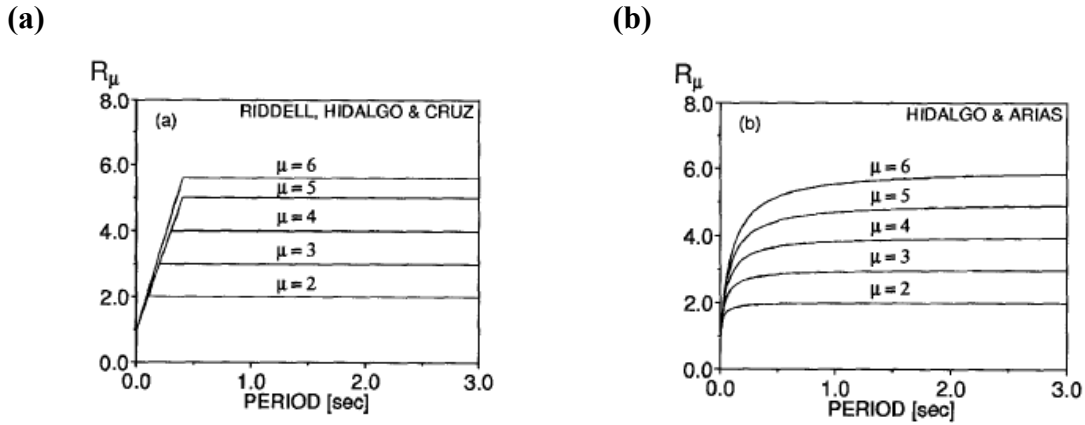 (a)
Rμ
8.0
6.0
4.0
2.0
0.0
(a)
RIDDELL, HIDALGO & CRUZ
μ = 6
μ = 5
μ = 4
μ = 3
μ = 2
0.0 1.0 2.0 3.0
PERIOD [sec]
(b)
Rμ
8.0
6.0
4.0
2.0
0.0
(b)
HIDALGO & ARIAS
μ = 6
μ = 5
μ = 4
μ = 3
μ = 2
0.0 1.0 2.0 3.0
PERIOD [sec]